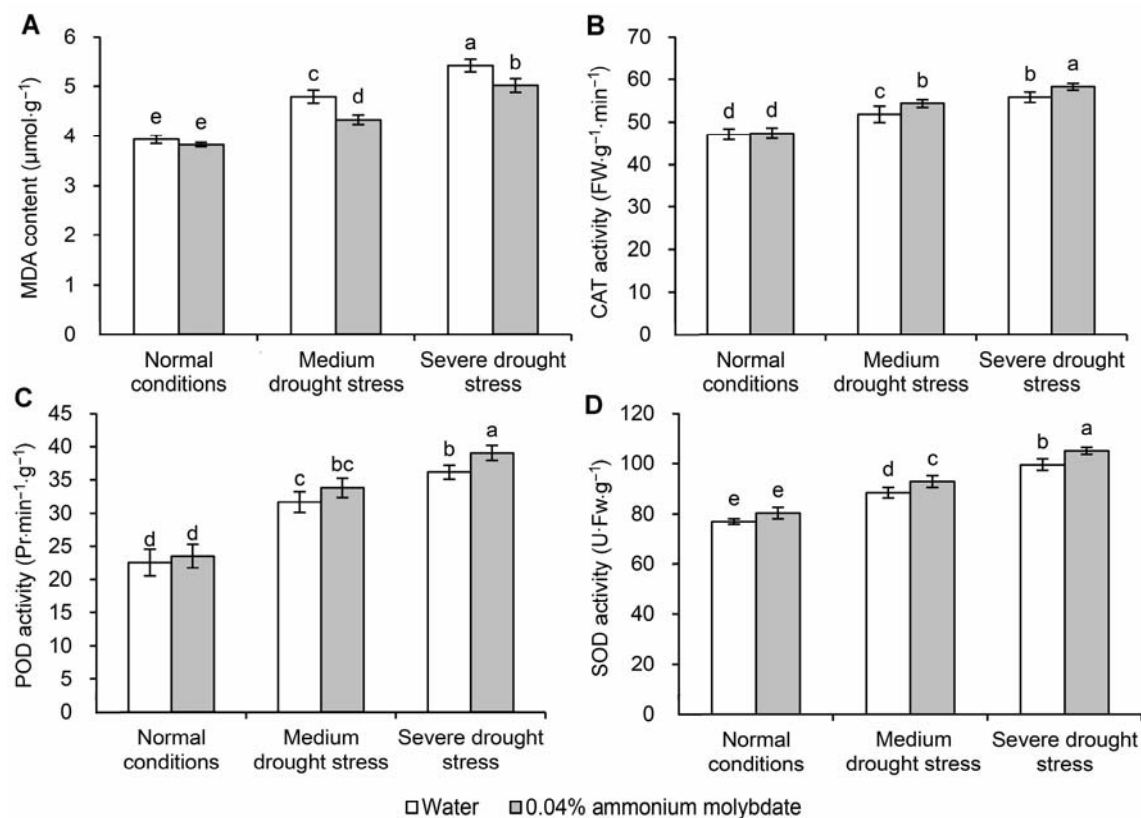 A
MDA content (µmol·g⁻¹)
6
5
4
3
2
1
0
e
e
c
d
a
b
Normal
conditions
Medium
drought stress
Severe drought
stress
B
CAT activity (FW·g⁻¹·min⁻¹)
70
60
50
40
30
20
10
0
d
d
c
b
b
a
Normal
conditions
Medium
drought stress
Severe drought
stress
C
POD activity (Pr·min⁻¹·g⁻¹)
45
40
35
30
25
20
15
10
5
0
d
d
c
bc
b
a
Normal
conditions
Medium
drought stress
Severe drought
stress
D
SOD activity (U·Fw·g⁻¹)
120
100
80
60
40
20
0
e
e
d
c
b
a
Normal
conditions
Medium
drought stress
Severe drought
stress
Water
0.04% ammonium molybdate